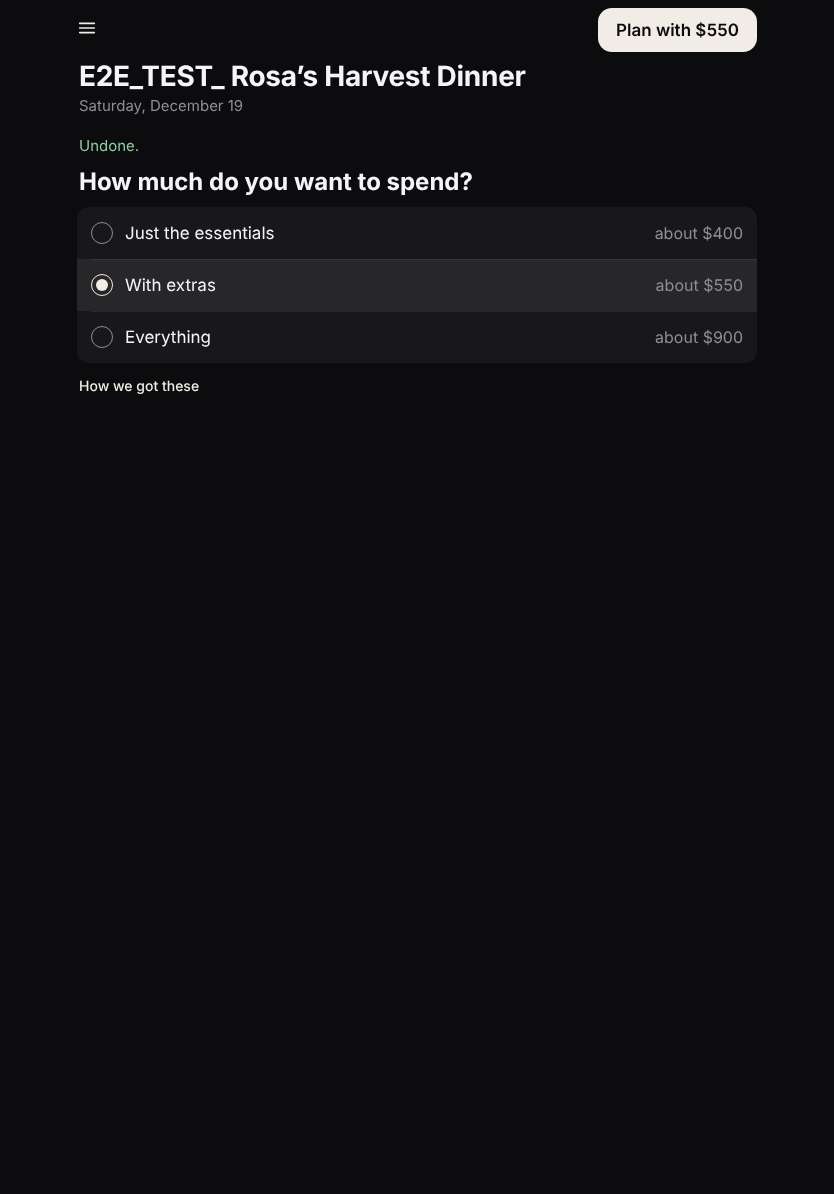 Plan with $550
E2E_TEST_ Rosa’s Harvest Dinner
Saturday, December 19
Undone.
How much do you want to spend?
Just the essentials about $400
With extras about $550
Everything about $900
How we got these